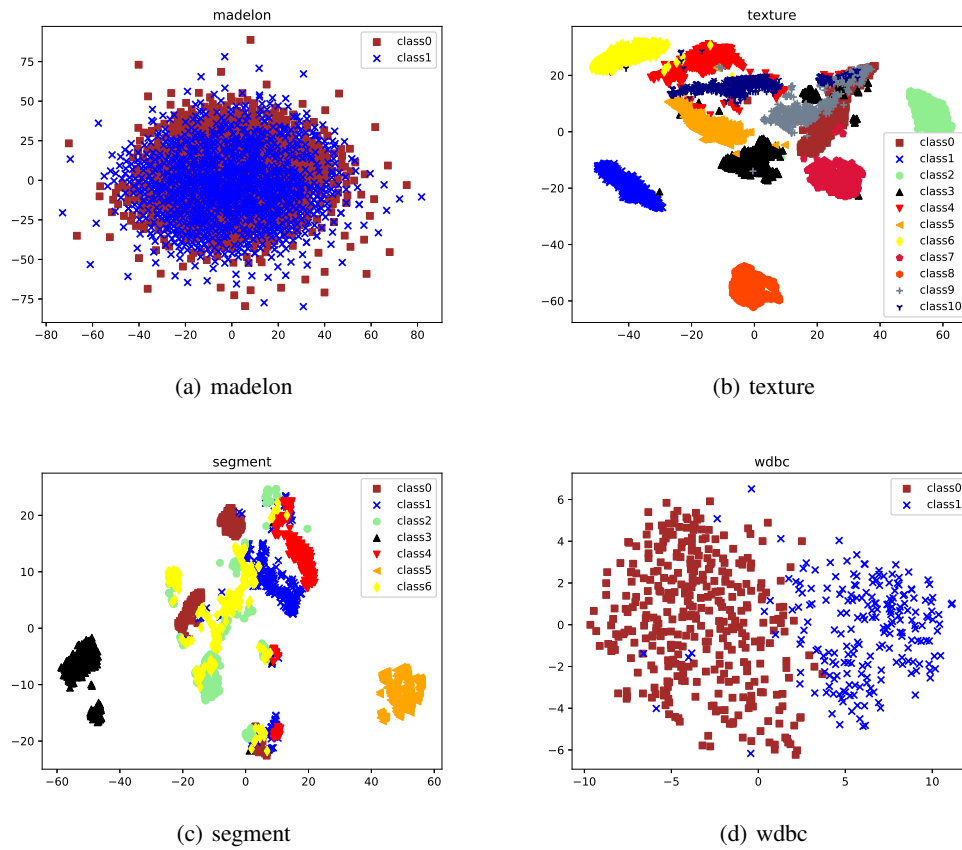 madelon
75
50
25
0
−25
−50
−75
−80
−60
−40
−20
0
20
40
60
80
class0
class1
(a) madelon
texture
20
0
−20
−40
−60
−40
−20
0
20
40
60
class0
class1
class2
class3
class4
class5
class6
class7
class8
class9
class10
(b) texture
segment
20
10
0
−10
−20
−60
−40
−20
0
20
40
60
class0
class1
class2
class3
class4
class5
class6
(c) segment
wdbc
6
4
2
0
−2
−4
−6
−10
−5
0
5
10
class0
class1
(d) wdbc